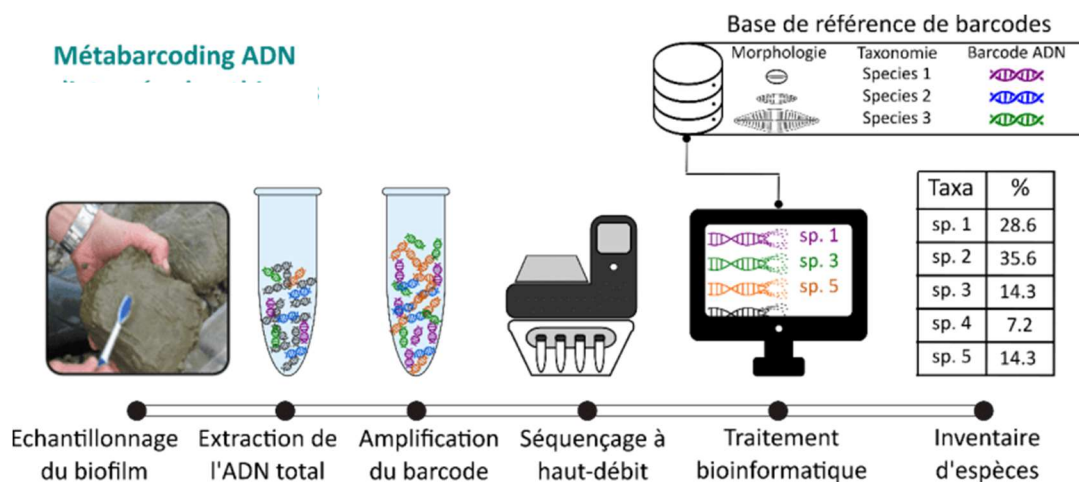 Métabarcoding ADN
Base de référence de barcodes
Morphologie Taxonomie Barcode ADN
Species 1
Species 2
Species 3
sp. 1
sp. 3
sp. 5
Taxa %
sp. 1 28.6
sp. 2 35.6
sp. 3 14.3
sp. 4 7.2
sp. 5 14.3
Echantillonnage
du biofilm
Extraction de
l'ADN total
Amplification
du barcode
Séquençage à
haut-débit
Traitement
bioinformatique
Inventaire
d'espèces